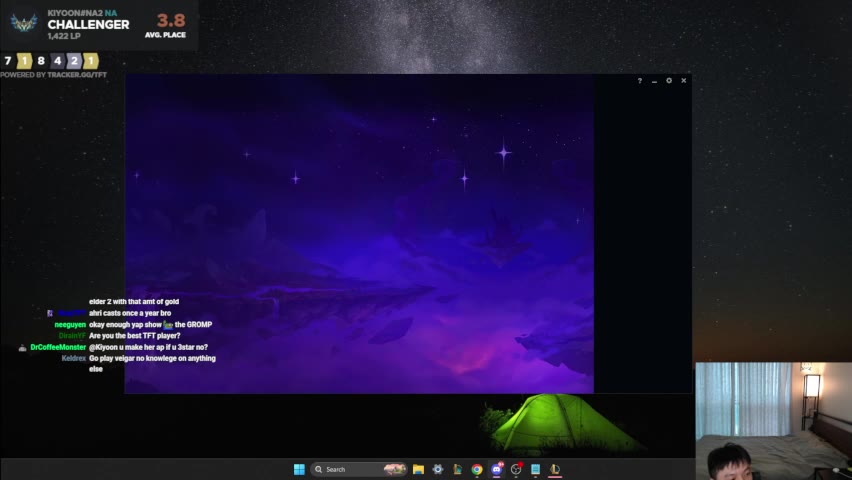 KIYOON#NA2 NA
CHALLENGER
1,422 LP
3.8
AVG. PLACE
7 1 8 4 2 1
POWERED BY TRACKER.GG/TFT
elder 2 with that amt of gold
ahri casts once a year bro
neeguyen okay enough yap show the GROMP
DirainYF Are you the best TFT player?
DrCoffeeMonster @Kiyoon u make her ap if u 3star no?
Keldrex Go play veigar no knowlege on anything
else
Search